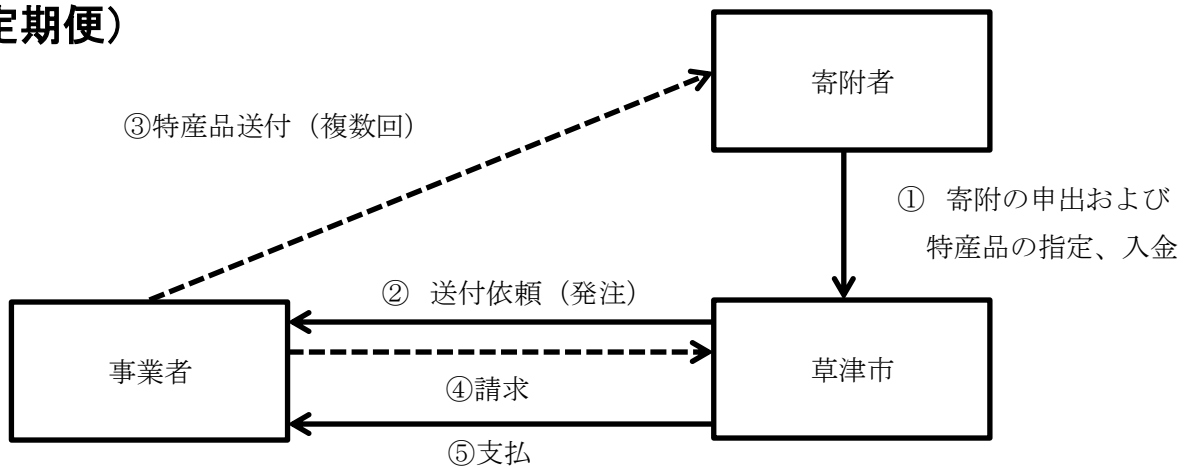 定期便）
寄附者
③特産品送付（複数回）
① 寄附の申出および
特産品の指定、入金
② 送付依頼（発注）
事業者
草津市
④請求
⑤支払